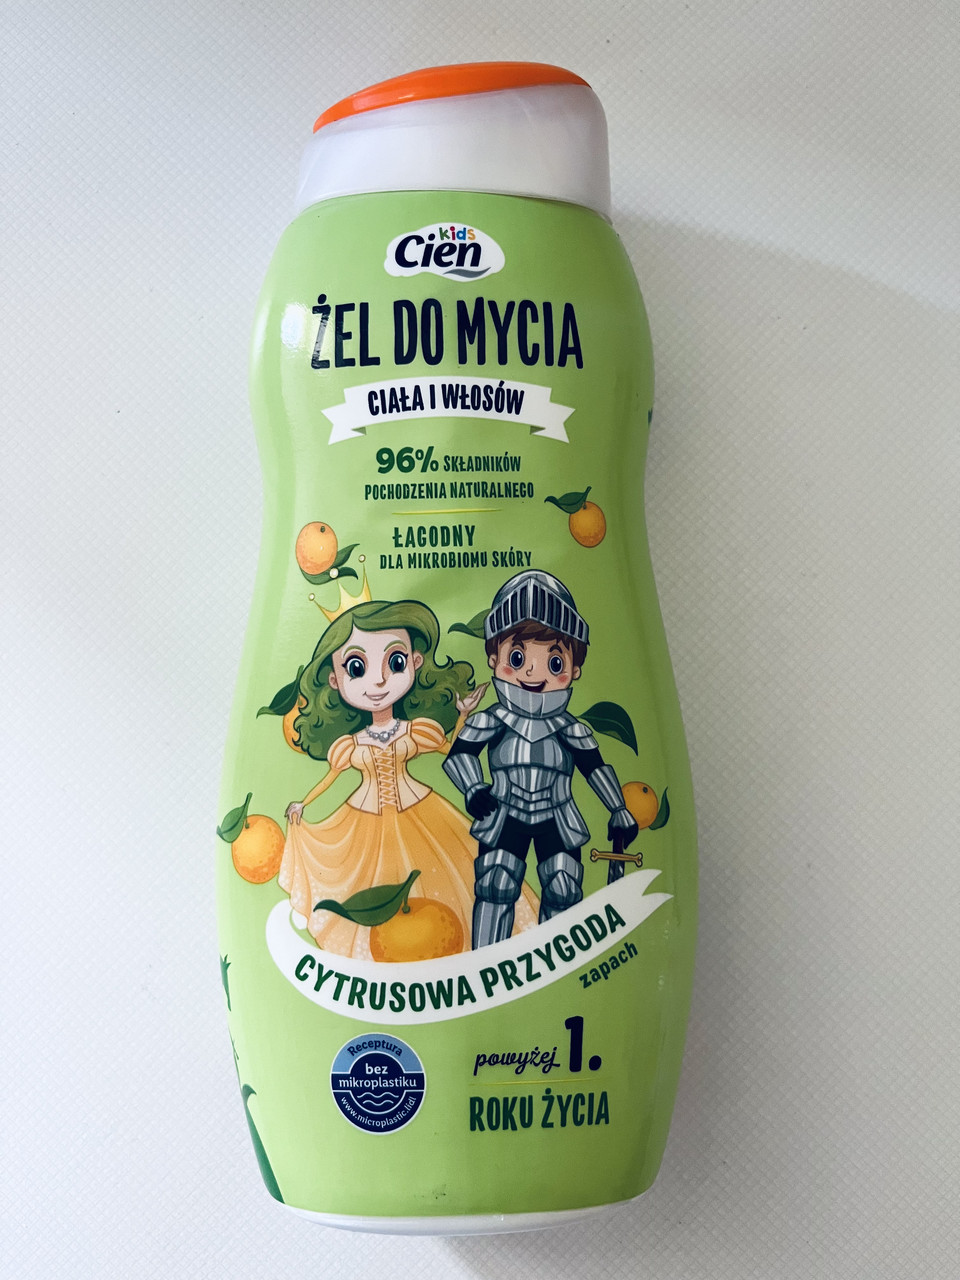 kids
Cien
ŻEL DO MYCIA
CIAŁA I WŁOSÓW
96% SKŁADNIKÓW
POCHODZENIA NATURALNEGO
ŁAGODNY
DLA MIKROBIOMU SKÓRY
CYTRUSOWA PRZYGODA
zapach
Receptura
bez
mikroplastiku
www.microplastic.lidl
powyżej 1.
ROKU ŻYCIA